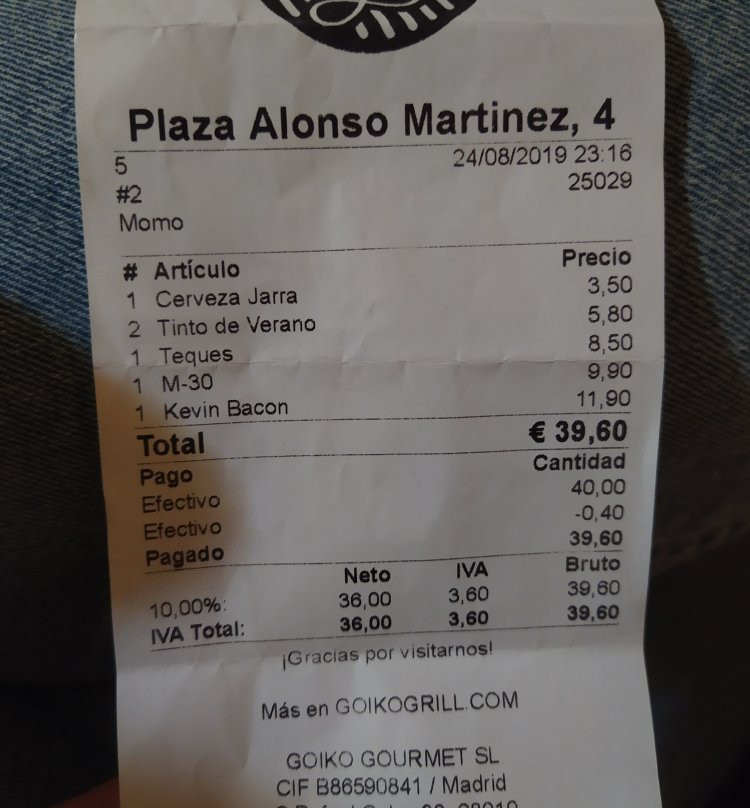 Plaza Alonso Martinez, 4
5 24/08/2019 23:16
#2 25029
Momo
# Artículo Precio
1 Cerveza Jarra 3,50
2 Tinto de Verano 5,80
1 Teques 8,50
1 M-30 9,90
1 Kevin Bacon 11,90
Total € 39,60
Pago Cantidad
Efectivo 40,00
Efectivo -0,40
Pagado 39,60
Neto IVA Bruto
10,00%: 36,00 3,60 39,60
IVA Total: 36,00 3,60 39,60
¡Gracias por visitarnos!
Más en GOIKOGRILL.COM
GOIKO GOURMET SL
CIF B86590841 / Madrid